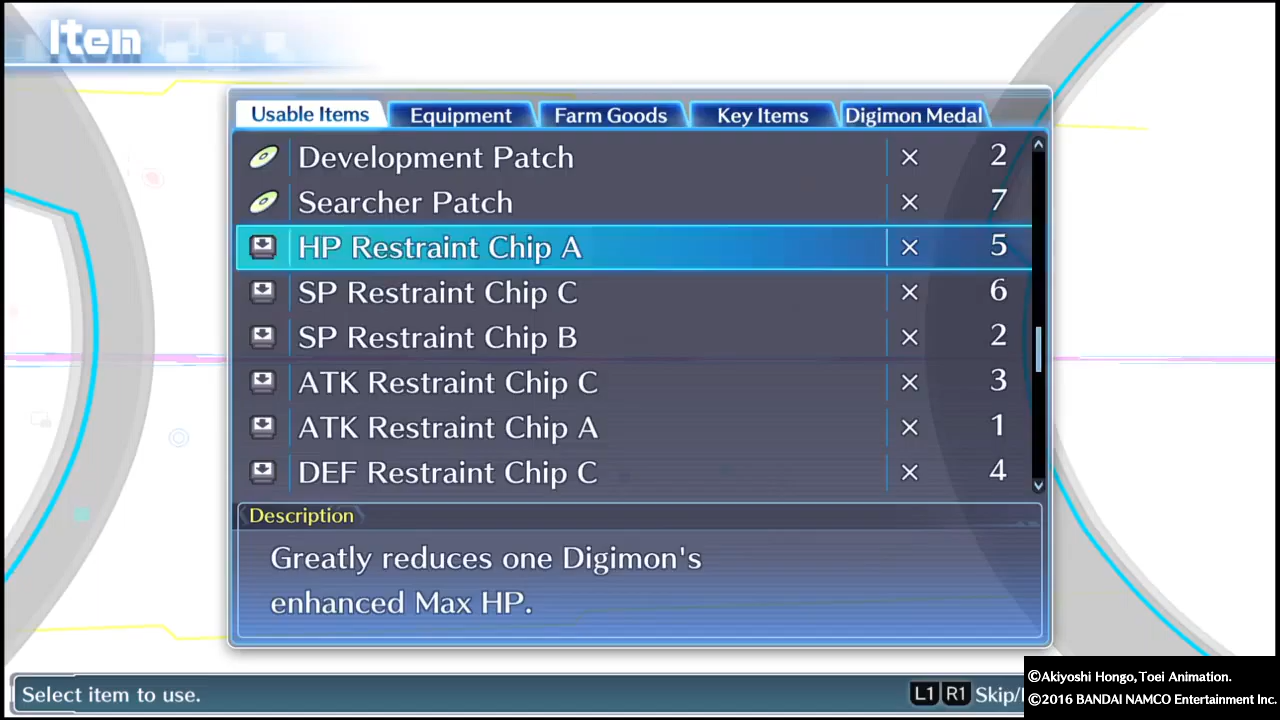 Item
Usable Items Equipment Farm Goods Key Items Digimon Medal
Development Patch × 2
Searcher Patch × 7
HP Restraint Chip A × 5
SP Restraint Chip C × 6
SP Restraint Chip B × 2
ATK Restraint Chip C × 3
ATK Restraint Chip A × 1
DEF Restraint Chip C × 4
Description
Greatly reduces one Digimon's
enhanced Max HP.
Select item to use.
L1 R1 Skip/
©Akiyoshi Hongo, Toei Animation.
©2016 BANDAI NAMCO Entertainment Inc.